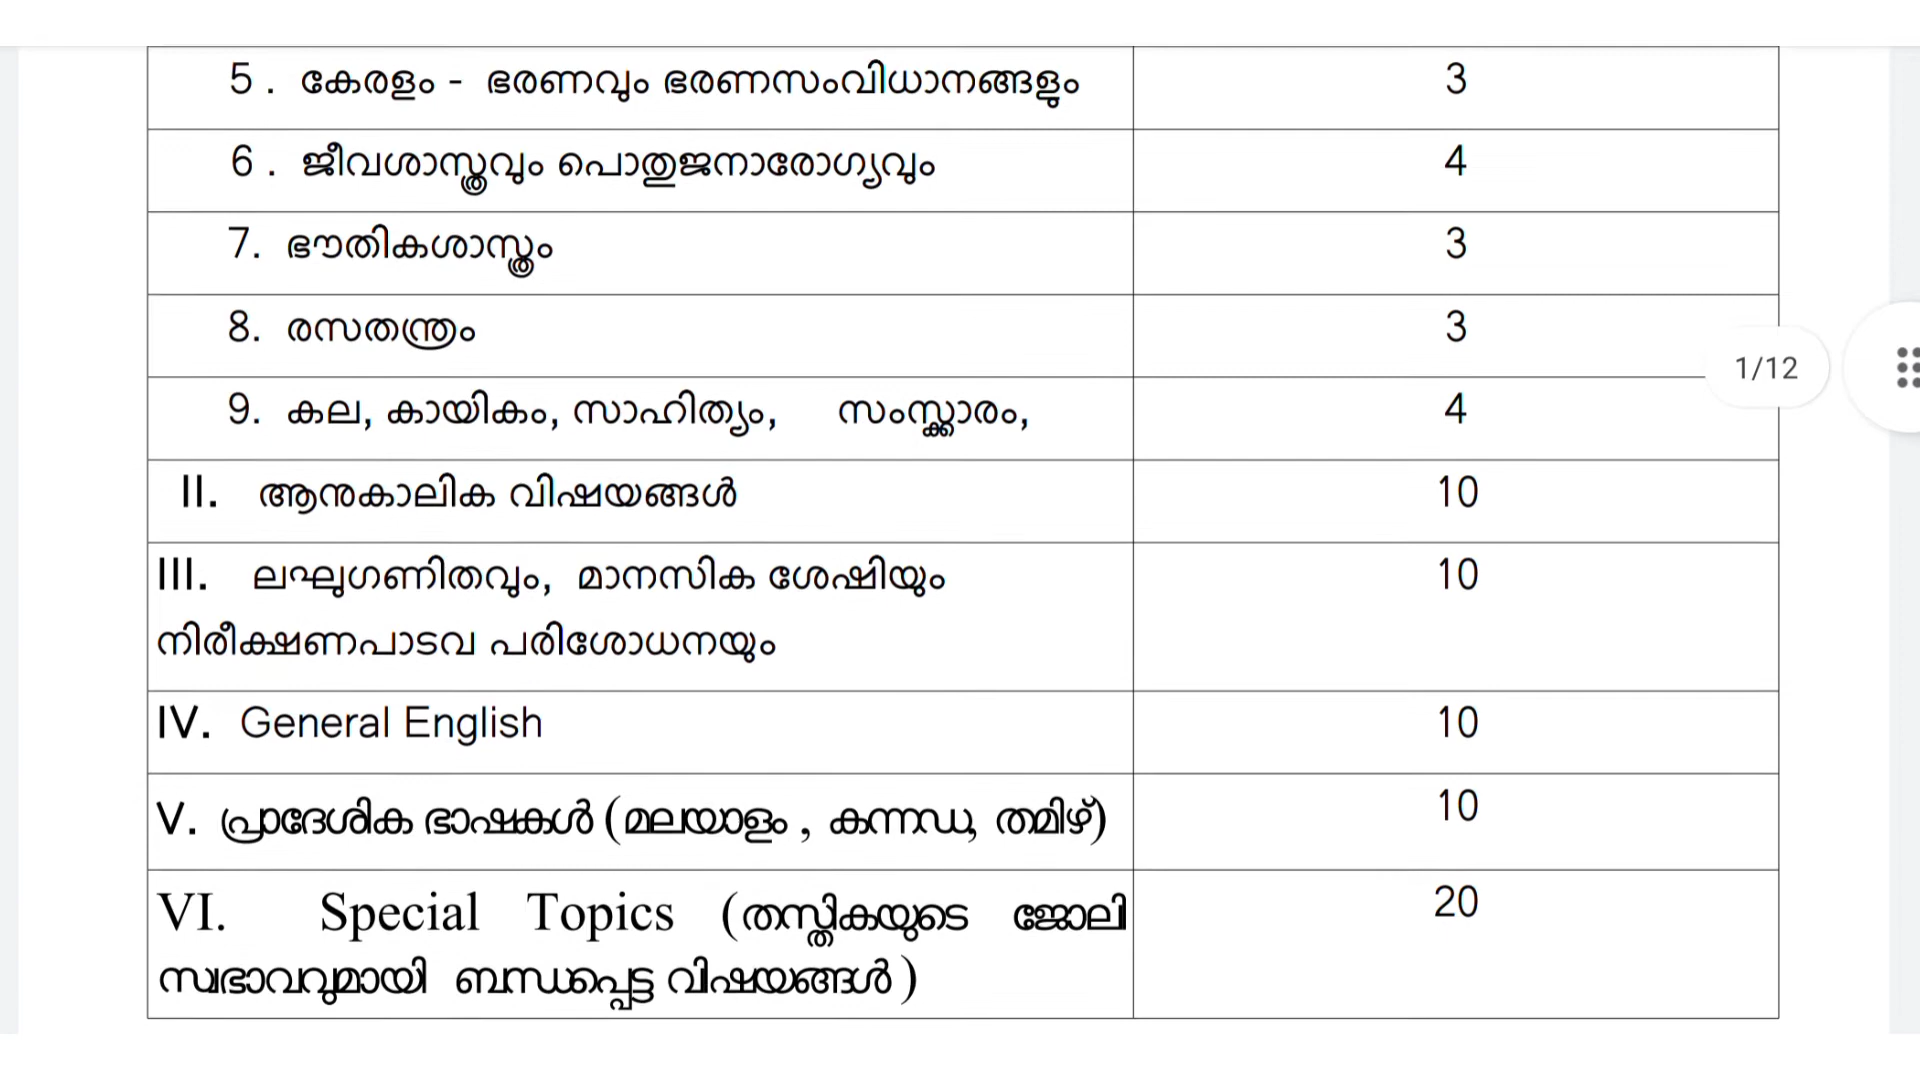 5 . കേരളം - ഭരണവും ഭരണസംവിധാനങ്ങളും 3
6 . ജീവശാസ്ത്രവും പൊതുജനാരോഗ്യവും 4
7. ഭൗതികശാസ്ത്രം 3
8. രസതന്ത്രം 3
1/12
9. കല, കായികം, സാഹിത്യം, സംസ്ക്കാരം, 4
II. ആനുകാലിക വിഷയങ്ങൾ 10
III. ലഘുഗണിതവും, മാനസിക ശേഷിയും 10
നിരീക്ഷണപാടവ പരിശോധനയും
IV. General English 10
V. പ്രാദേശിക ഭാഷകൾ (മലയാളം , കന്നഡ, തമിഴ്) 10
VI. Special Topics (തസ്തികയുടെ ജോലി 20
സ്വഭാവവുമായി ബന്ധപ്പെട്ട വിഷയങ്ങൾ )